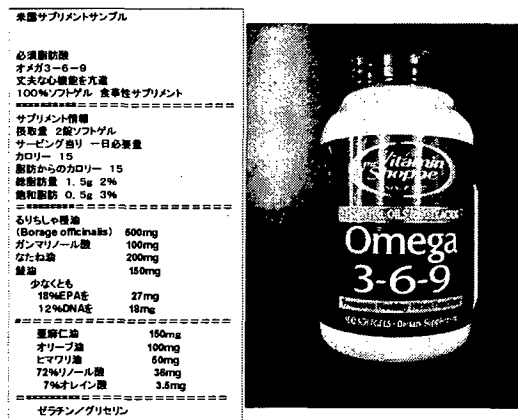 米国サプリメントサンプル
必須脂肪酸
オメガ3-6-9
丈夫な心機能を亢進
100%ソフトゲル 食事性サプリメント
サプリメント情報
摂取量 2錠ソフトゲル
サービング当り 一日必要量
カロリー 15
脂肪からのカロリー 15
総脂肪量 1.5g 2%
飽和脂肪 0.5g 3%
るりちしゃ種油
(Borage officinalis) 500mg
ガンマリノール酸 100mg
なたね油 200mg
鮭油 150mg
少なくとも
18%EPAを 27mg
12%DNAを 18mg
亜麻仁油 150mg
オリーブ油 100mg
ヒマワリ油 50mg
72%リノール酸 36mg
7%オレイン酸 3.5mg
ゼラチン/グリセリン
the Vitamin
Shoppe
Omega
3-6-9
SOFTGELS · Dietary Supplement